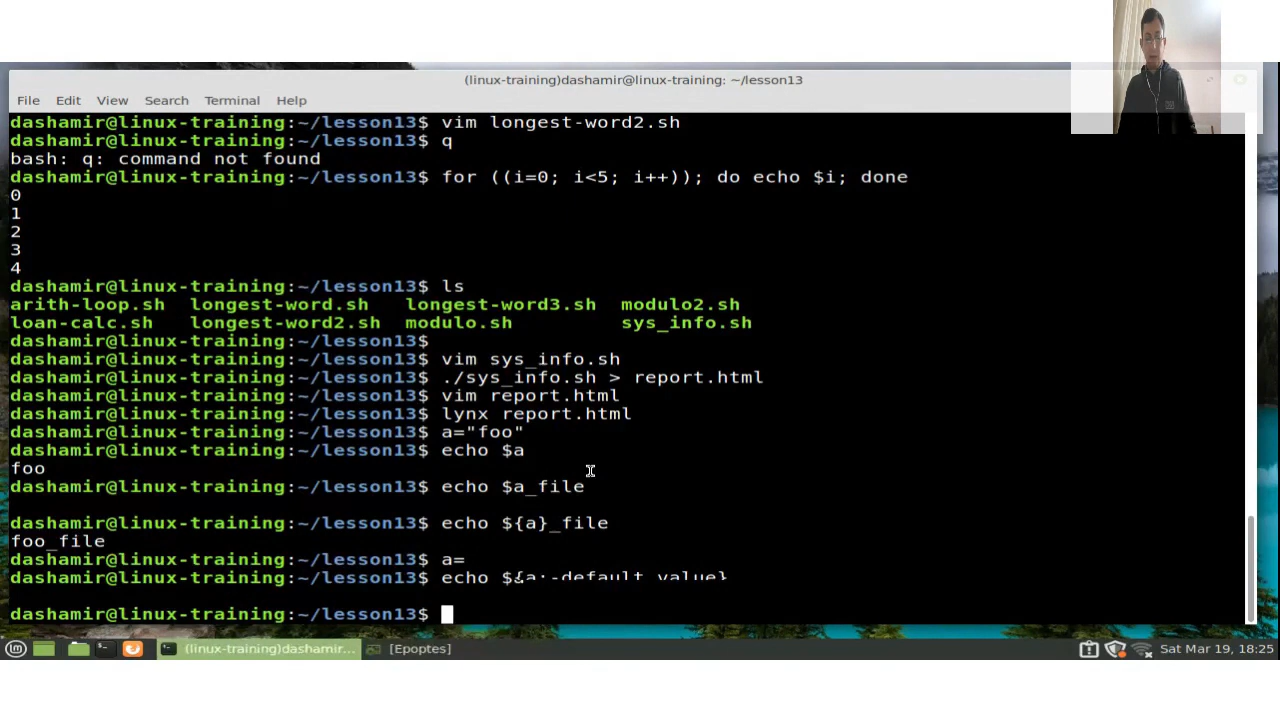 (linux-training)dashamir@linux-training: ~/lesson13
File Edit View Search Terminal Help
dashamir@linux-training:~/lesson13$ vim longest-word2.sh
dashamir@linux-training:~/lesson13$ q
bash: q: command not found
dashamir@linux-training:~/lesson13$ for ((i=0; i<5; i++)); do echo $i; done
0
1
2
3
4
dashamir@linux-training:~/lesson13$ ls
arith-loop.sh longest-word.sh longest-word3.sh modulo2.sh
loan-calc.sh longest-word2.sh modulo.sh sys_info.sh
dashamir@linux-training:~/lesson13$
dashamir@linux-training:~/lesson13$ vim sys_info.sh
dashamir@linux-training:~/lesson13$ ./sys_info.sh > report.html
dashamir@linux-training:~/lesson13$ vim report.html
dashamir@linux-training:~/lesson13$ lynx report.html
dashamir@linux-training:~/lesson13$ a="foo"
dashamir@linux-training:~/lesson13$ echo $a
foo
dashamir@linux-training:~/lesson13$ echo $a_file
dashamir@linux-training:~/lesson13$ echo ${a}_file
foo_file
dashamir@linux-training:~/lesson13$ a=
dashamir@linux-training:~/lesson13$ echo ${a:-default value}
dashamir@linux-training:~/lesson13$
(linux-training)dashamir... [Epoptes] Sat Mar 19, 18:25